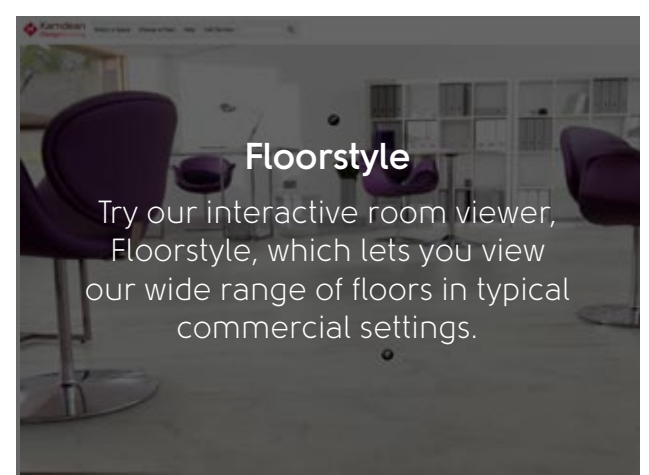 Karndean
Floorstyle
Try our interactive room viewer,
Floorstyle, which lets you view
our wide range of floors in typical
commercial settings.